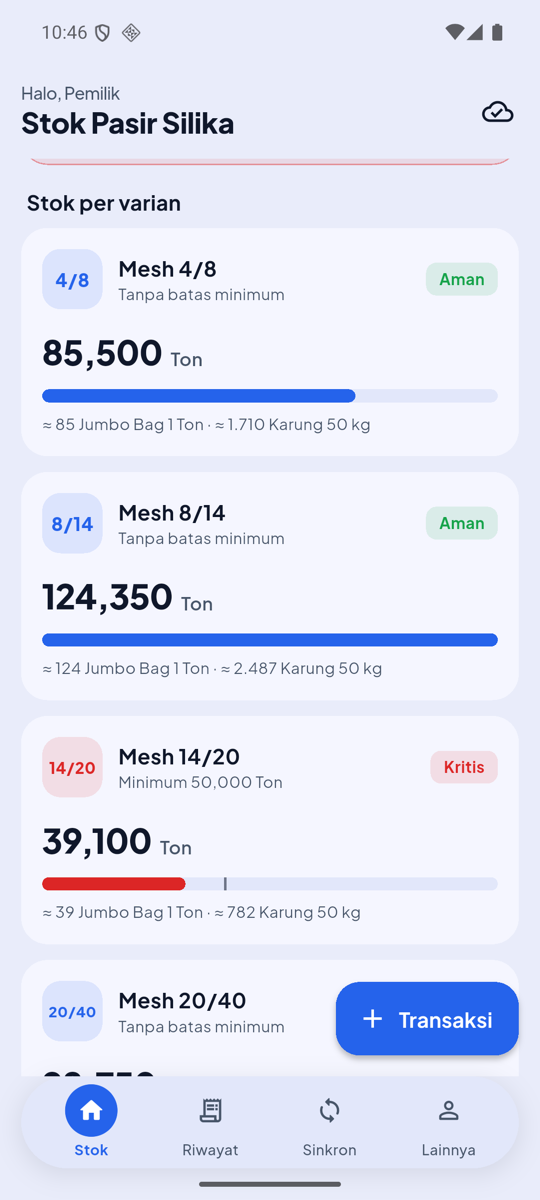 10:46
Halo, Pemilik
Stok Pasir Silika
Stok per varian
4/8
Mesh 4/8
Tanpa batas minimum
Aman
85,500 Ton
≈ 85 Jumbo Bag 1 Ton · ≈ 1.710 Karung 50 kg
8/14
Mesh 8/14
Tanpa batas minimum
Aman
124,350 Ton
≈ 124 Jumbo Bag 1 Ton · ≈ 2.487 Karung 50 kg
14/20
Mesh 14/20
Minimum 50,000 Ton
Kritis
39,100 Ton
≈ 39 Jumbo Bag 1 Ton · ≈ 782 Karung 50 kg
20/40
Mesh 20/40
Tanpa batas minimum
+ Transaksi
Stok
Riwayat
Sinkron
Lainnya